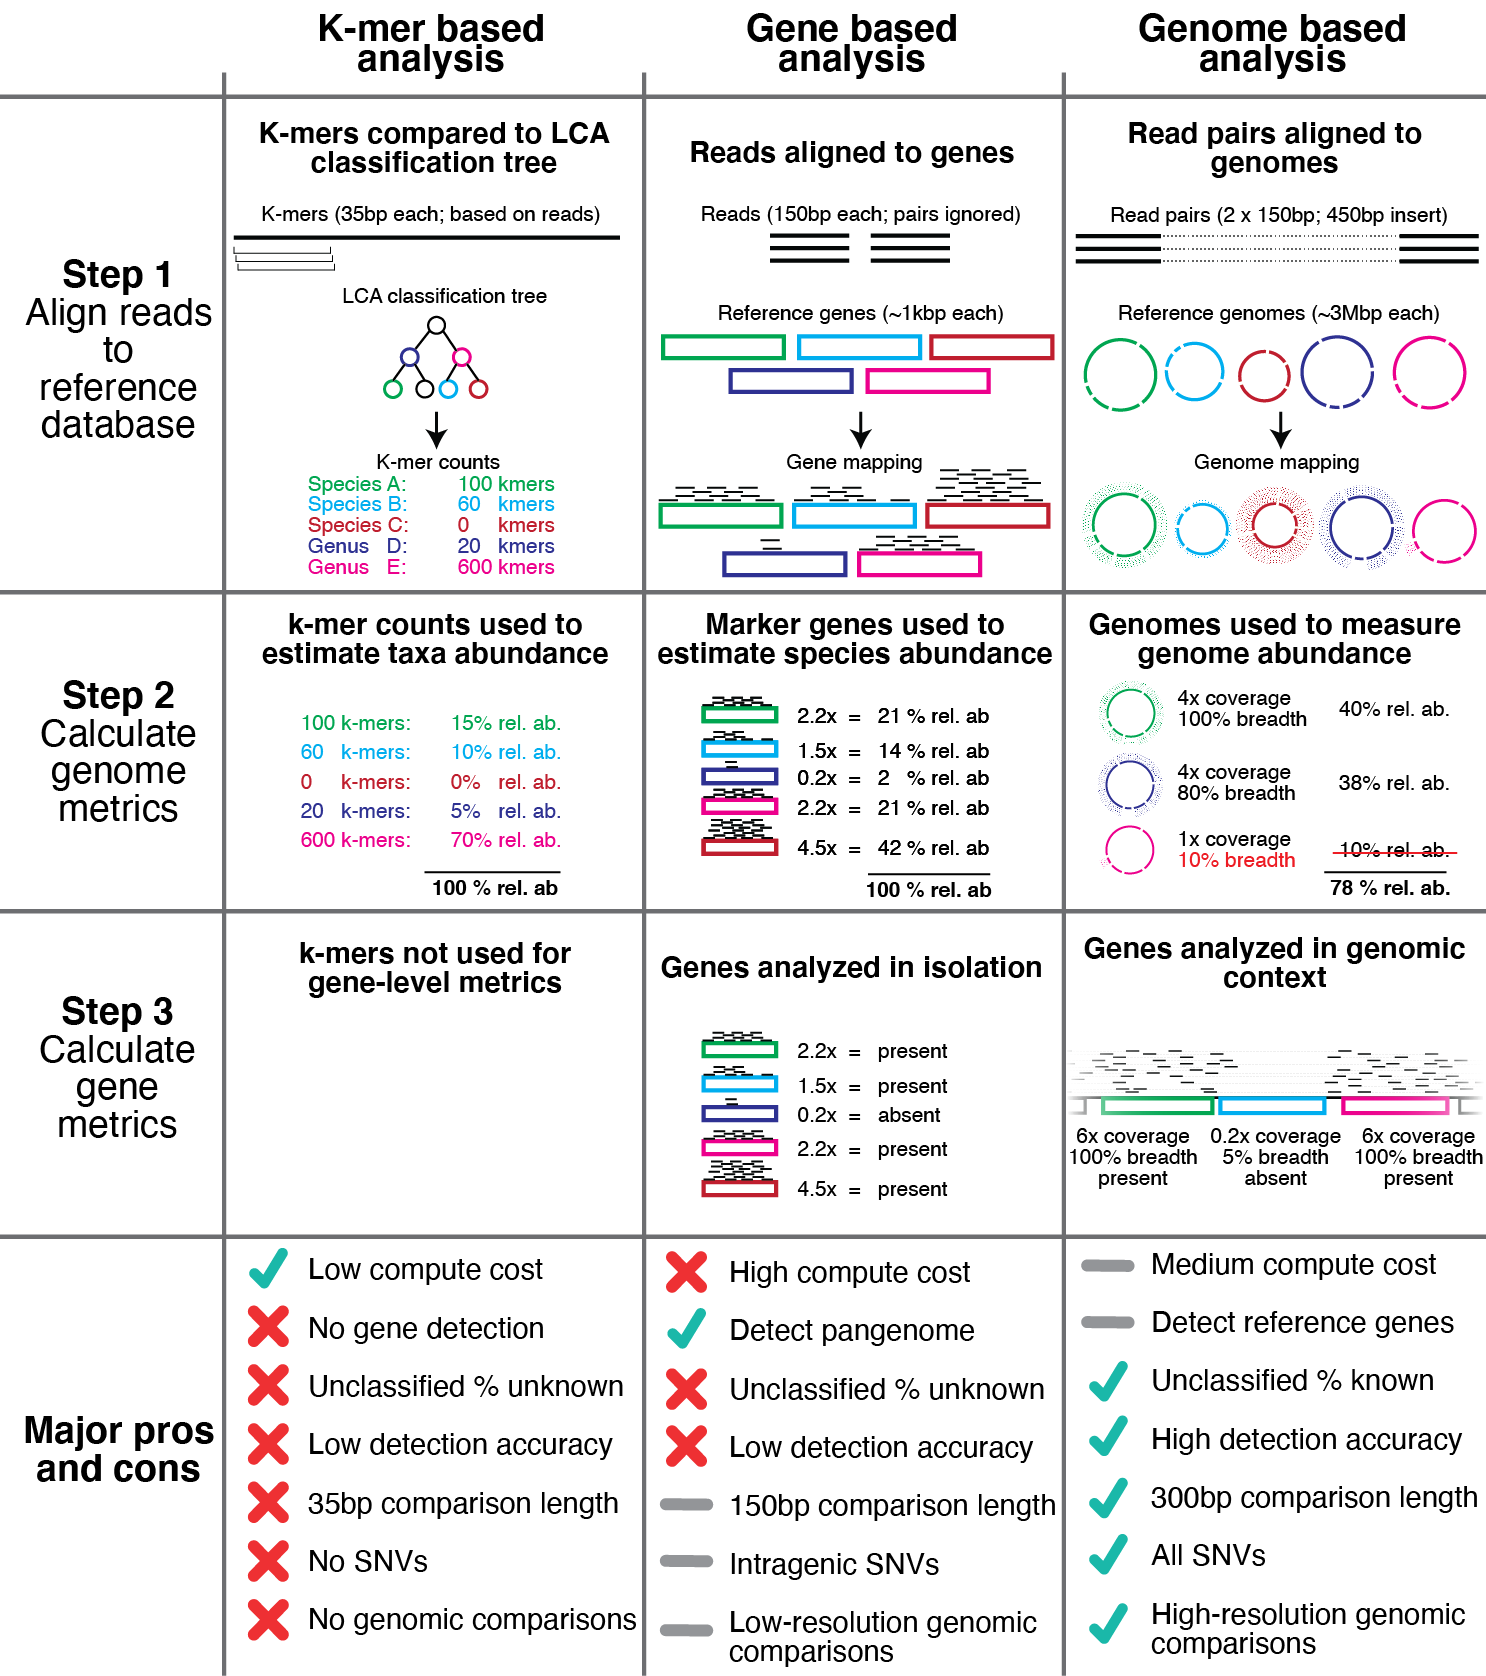 K-mer based
analysis
Gene based
analysis
Genome based
analysis
Step 1
Align reads
to
reference
database
K-mers compared to LCA
classification tree
K-mers (35bp each; based on reads)
LCA classification tree
K-mer counts
Species A: 100 kmers
Species B: 60 kmers
Species C: 0 kmers
Genus D: 20 kmers
Genus E: 600 kmers
Reads aligned to genes
Reads (150bp each; pairs ignored)
Reference genes (~1kbp each)
Gene mapping
Read pairs aligned to
genomes
Read pairs (2 x 150bp; 450bp insert)
Reference genomes (~3Mbp each)
Genome mapping
Step 2
Calculate
genome
metrics
k-mer counts used to
estimate taxa abundance
100 k-mers: 15% rel. ab.
60 k-mers: 10% rel. ab.
0 k-mers: 0% rel. ab.
20 k-mers: 5% rel. ab.
600 k-mers: 70% rel. ab.
100 % rel. ab
Marker genes used to
estimate species abundance
2.2x = 21 % rel. ab
1.5x = 14 % rel. ab
0.2x = 2 % rel. ab
2.2x = 21 % rel. ab
4.5x = 42 % rel. ab
100 % rel. ab
Genomes used to measure
genome abundance
4x coverage
100% breadth
40% rel. ab.
4x coverage
80% breadth
38% rel. ab.
1x coverage
10% breadth
10% rel. ab.
78 % rel. ab.
Step 3
Calculate
gene
metrics
k-mers not used for
gene-level metrics
Genes analyzed in isolation
2.2x = present
1.5x = present
0.2x = absent
2.2x = present
4.5x = present
Genes analyzed in genomic
context
6x coverage
100% breadth
present
0.2x coverage
5% breadth
absent
6x coverage
100% breadth
present
Major pros
and cons
Low compute cost
No gene detection
Unclassified % unknown
Low detection accuracy
35bp comparison length
No SNVs
No genomic comparisons
High compute cost
Detect pangenome
Unclassified % unknown
Low detection accuracy
150bp comparison length
Intragenic SNVs
Low-resolution genomic
comparisons
Medium compute cost
Detect reference genes
Unclassified % known
High detection accuracy
300bp comparison length
All SNVs
High-resolution genomic
comparisons